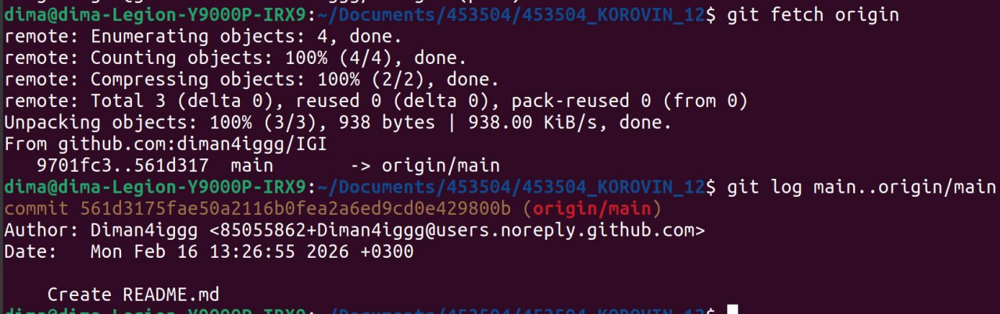 dima@dima-Legion-Y9000P-IRX9:~/Documents/453504/453504_KOROVIN_12$ git fetch origin
remote: Enumerating objects: 4, done.
remote: Counting objects: 100% (4/4), done.
remote: Compressing objects: 100% (2/2), done.
remote: Total 3 (delta 0), reused 0 (delta 0), pack-reused 0 (from 0)
Unpacking objects: 100% (3/3), 938 bytes | 938.00 KiB/s, done.
From github.com:diman4iggg/IGI
   9701fc3..561d317  main       -> origin/main
dima@dima-Legion-Y9000P-IRX9:~/Documents/453504/453504_KOROVIN_12$ git log main..origin/main
commit 561d3175fae50a2116b0fea2a6ed9cd0e429800b (origin/main)
Author: Diman4iggg <85055862+Diman4iggg@users.noreply.github.com>
Date:   Mon Feb 16 13:26:55 2026 +0300
    Create README.md
dima@dima-Legion-Y9000P-IRX9:~/Documents/453504/453504_KOROVIN_12$